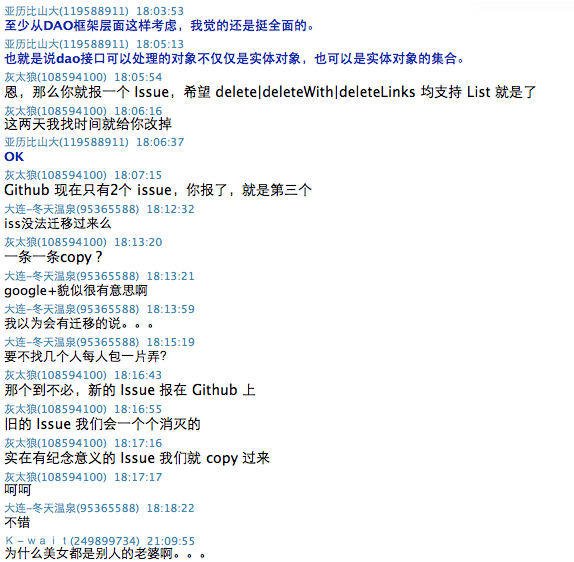 亚历比山大(119588911) 18:03:53
至少从DAO框架层面这样考虑，我觉的还是挺全面的。
亚历比山大(119588911) 18:05:13
也就是说dao接口可以处理的对象不仅仅是实体对象，也可以是实体对象的集合。
灰太狼(108594100) 18:05:54
恩，那么你就报一个 Issue，希望 delete|deleteWith|deleteLinks 均支持 List 就是了
灰太狼(108594100) 18:06:16
这两天我找时间就给你改掉
亚历比山大(119588911) 18:06:37
OK
灰太狼(108594100) 18:07:15
Github 现在只有2个 issue，你报了，就是第三个
大连-冬天温泉(95365588) 18:12:32
iss没法迁移过来么
灰太狼(108594100) 18:13:20
一条一条copy？
大连-冬天温泉(95365588) 18:13:21
google+貌似很有意思啊
大连-冬天温泉(95365588) 18:13:59
我以为会有迁移的说。。。
大连-冬天温泉(95365588) 18:15:19
要不找几个人每人包一片弄?
灰太狼(108594100) 18:16:43
那个到不必，新的 Issue 报在 Github 上
灰太狼(108594100) 18:16:55
旧的 Issue 我们会一个个消灭的
灰太狼(108594100) 18:17:16
实在有纪念意义的 Issue 我们就 copy 过来
灰太狼(108594100) 18:17:17
呵呵
大连-冬天温泉(95365588) 18:18:22
不错
Ｋ－ｗａｉｔ(249899734) 21:09:55
为什么美女都是别人的老婆啊。。。